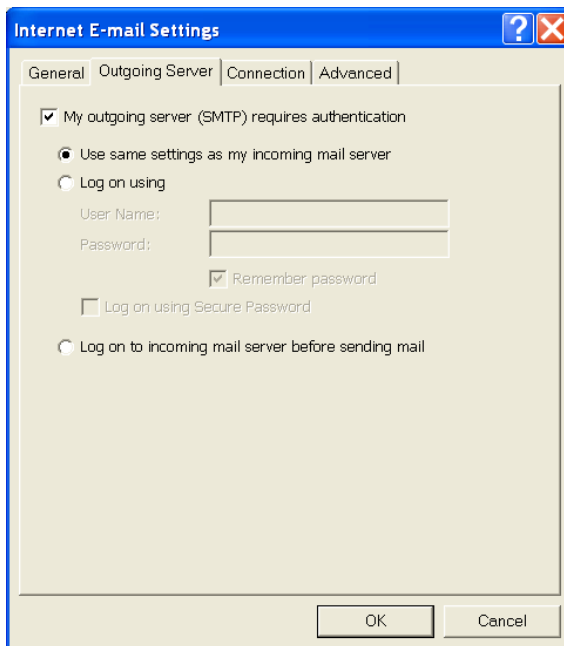 Internet E-mail Settings
General Outgoing Server Connection Advanced
My outgoing server (SMTP) requires authentication
Use same settings as my incoming mail server
Log on using
User Name:
Password:
Remember password
Log on using Secure Password
Log on to incoming mail server before sending mail
OK Cancel